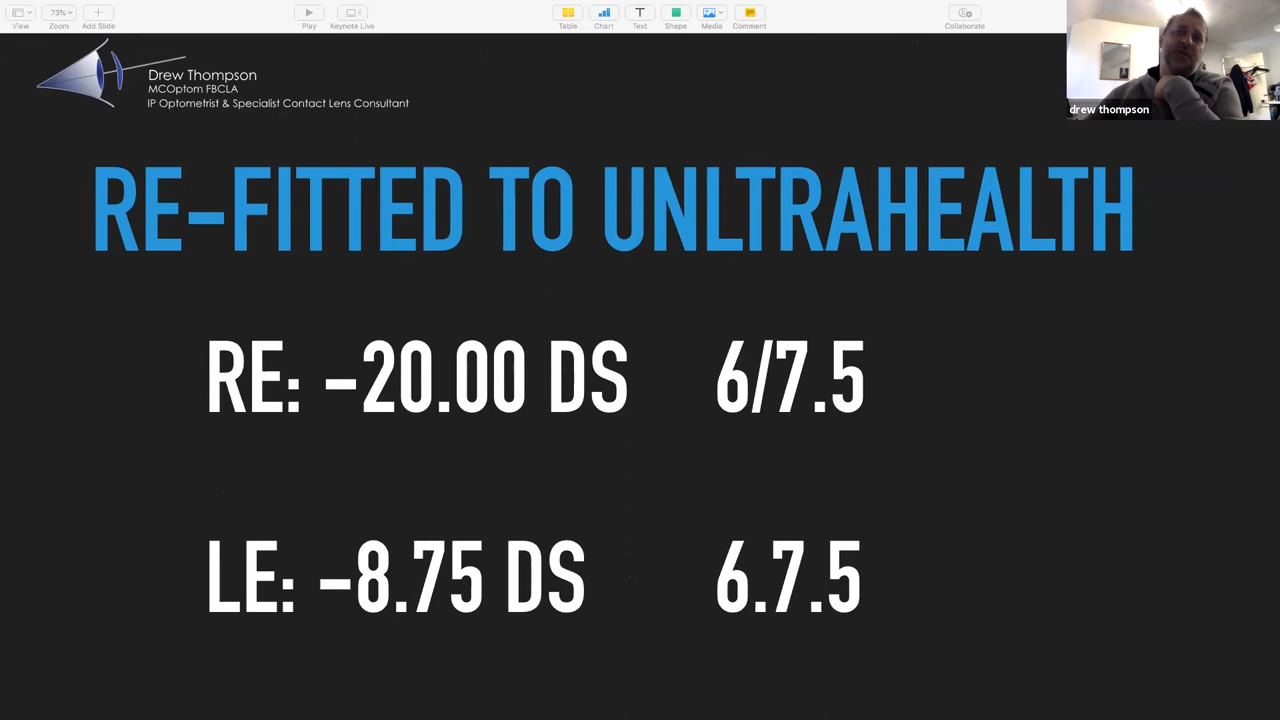 View
73%
Zoom
Add Slide
Play
Keynote Live
Table
Chart
Text
Shape
Media
Comment
Collaborate
Drew Thompson
MCOptom FBCLA
IP Optometrist & Specialist Contact Lens Consultant
drew thompson
RE-FITTED TO UNLTRAHEALTH
RE: -20.00 DS 6/7.5
LE: -8.75 DS 6.7.5